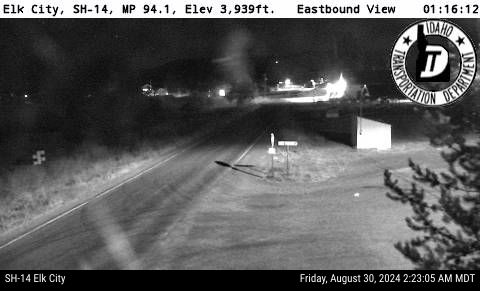 Elk City, SH-14, MP 94.1, Elev 3,939ft. Eastbound View 01:16:12
IDAHO
TRANSPORTATION DEPARTMENT
SH-14 Elk City Friday, August 30, 2024 2:23:05 AM MDT